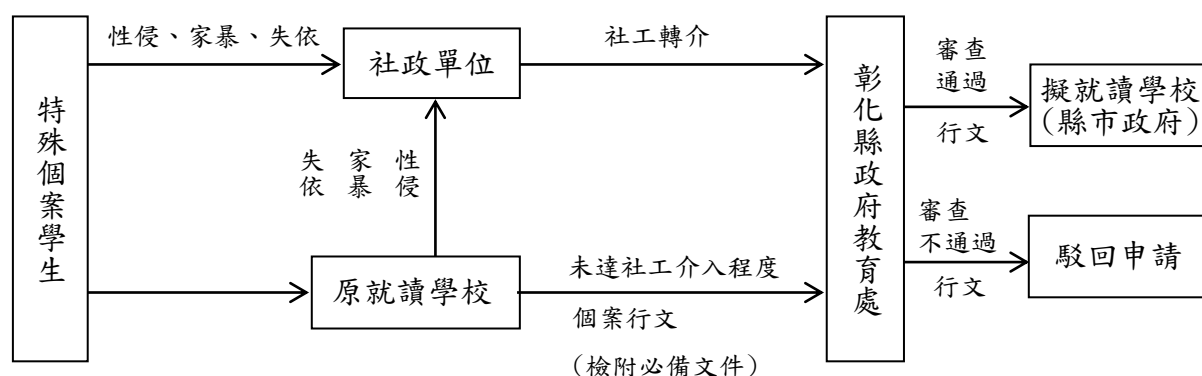 特殊個案學生
性侵、家暴、失依
社政單位
社工轉介
失依
家暴
性侵
原就讀學校
未達社工介入程度
個案行文
（檢附必備文件）
彰化縣政府教育處
審查
通過
行文
擬就讀學校
(縣市政府)
審查
不通過
行文
駁回申請